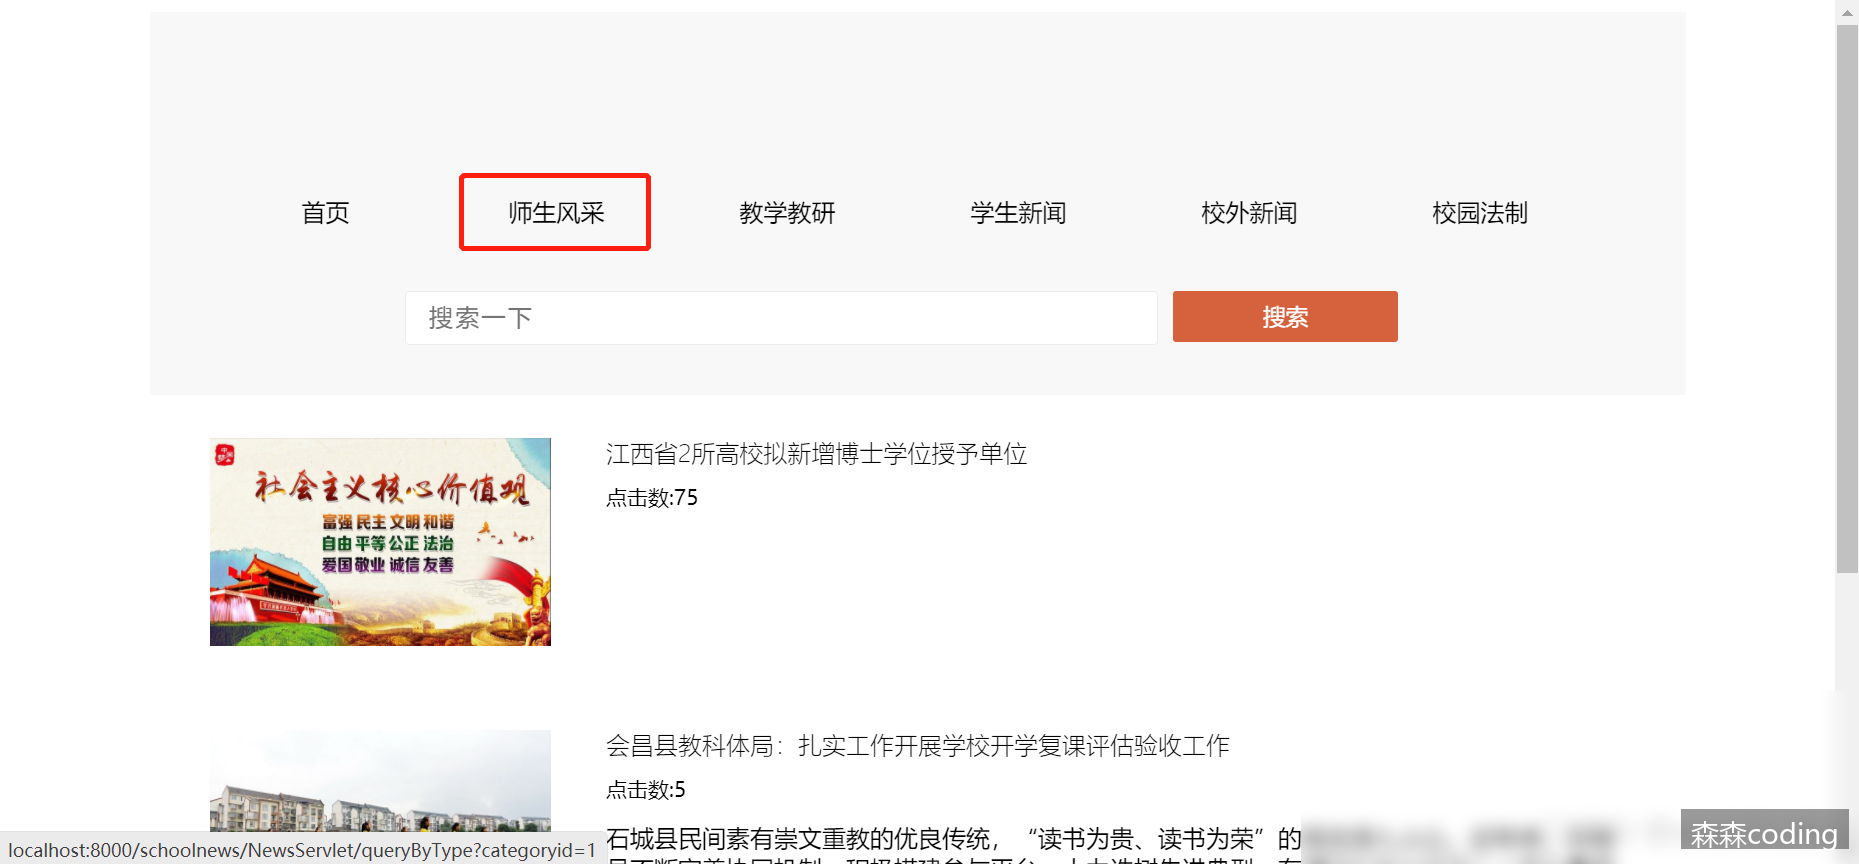 首页
师生风采
教学教研
学生新闻
校外新闻
校园法制
搜索一下
搜索
江西省2所高校拟新增博士学位授予单位
点击数:75
社会主义核心价值观
富强 民主 文明 和谐
自由 平等 公正 法治
爱国 敬业 诚信 友善
会昌县教科体局：扎实工作开展学校开学复课评估验收工作
点击数:5
石城县民间素有崇文重教的优良传统，“读书为贵、读书为荣”的
localhost:8000/schoolnews/NewsServlet/queryByType?categoryid=1
森森coding